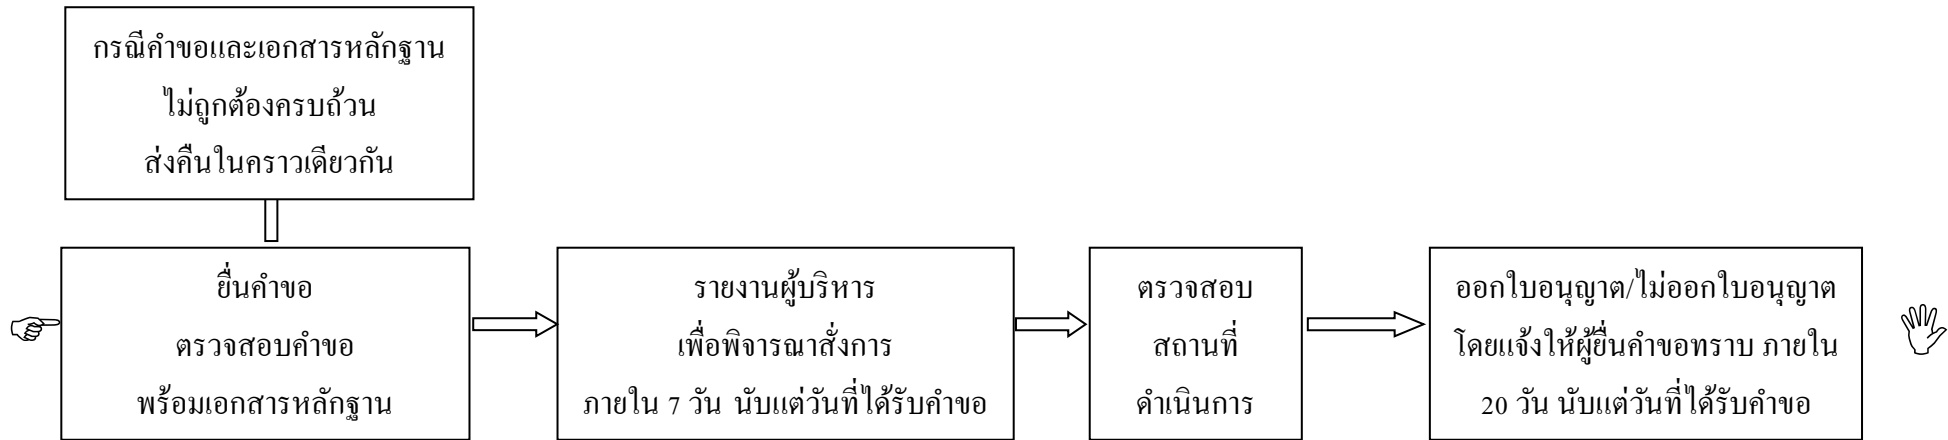 กรณีคำขอและเอกสารหลักฐาน
ไม่ถูกต้องครบถ้วน
ส่งคืนในคราวเดียวกัน
ยื่นคำขอ
ตรวจสอบคำขอ
พร้อมเอกสารหลักฐาน
รายงานผู้บริหาร
เพื่อพิจารณาสั่งการ
ภายใน 7 วัน นับแต่วันที่ได้รับคำขอ
ตรวจสอบ
สถานที่
ดำเนินการ
ออกใบอนุญาต/ไม่ออกใบอนุญาต
โดยแจ้งให้ผู้ยื่นคำขอทราบ ภายใน
20 วัน นับแต่วันที่ได้รับคำขอ